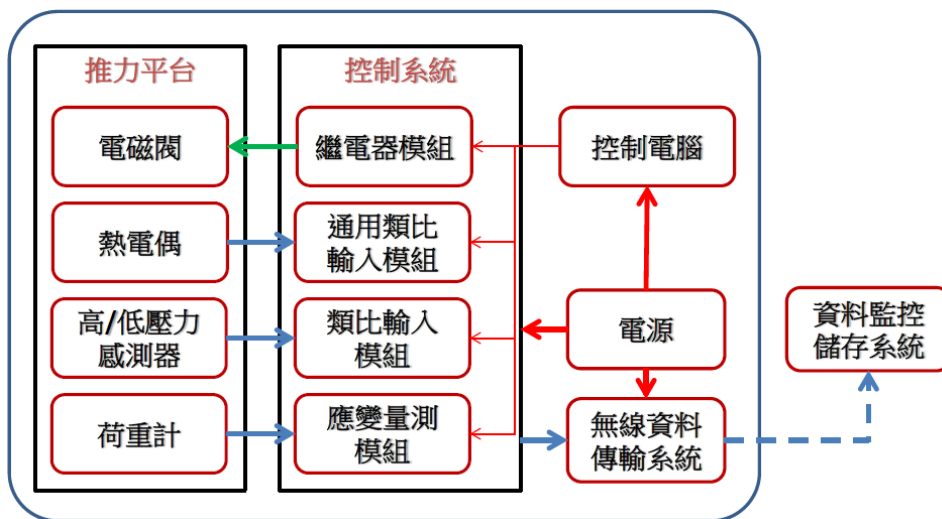 推力平台
控制系統
電磁閥
繼電器模組
控制電腦
熱電偶
通用類比
輸入模組
高/低壓力
感測器
類比輸入
模組
電源
資料監控
儲存系統
荷重計
應變量測
模組
無線資料
傳輸系統